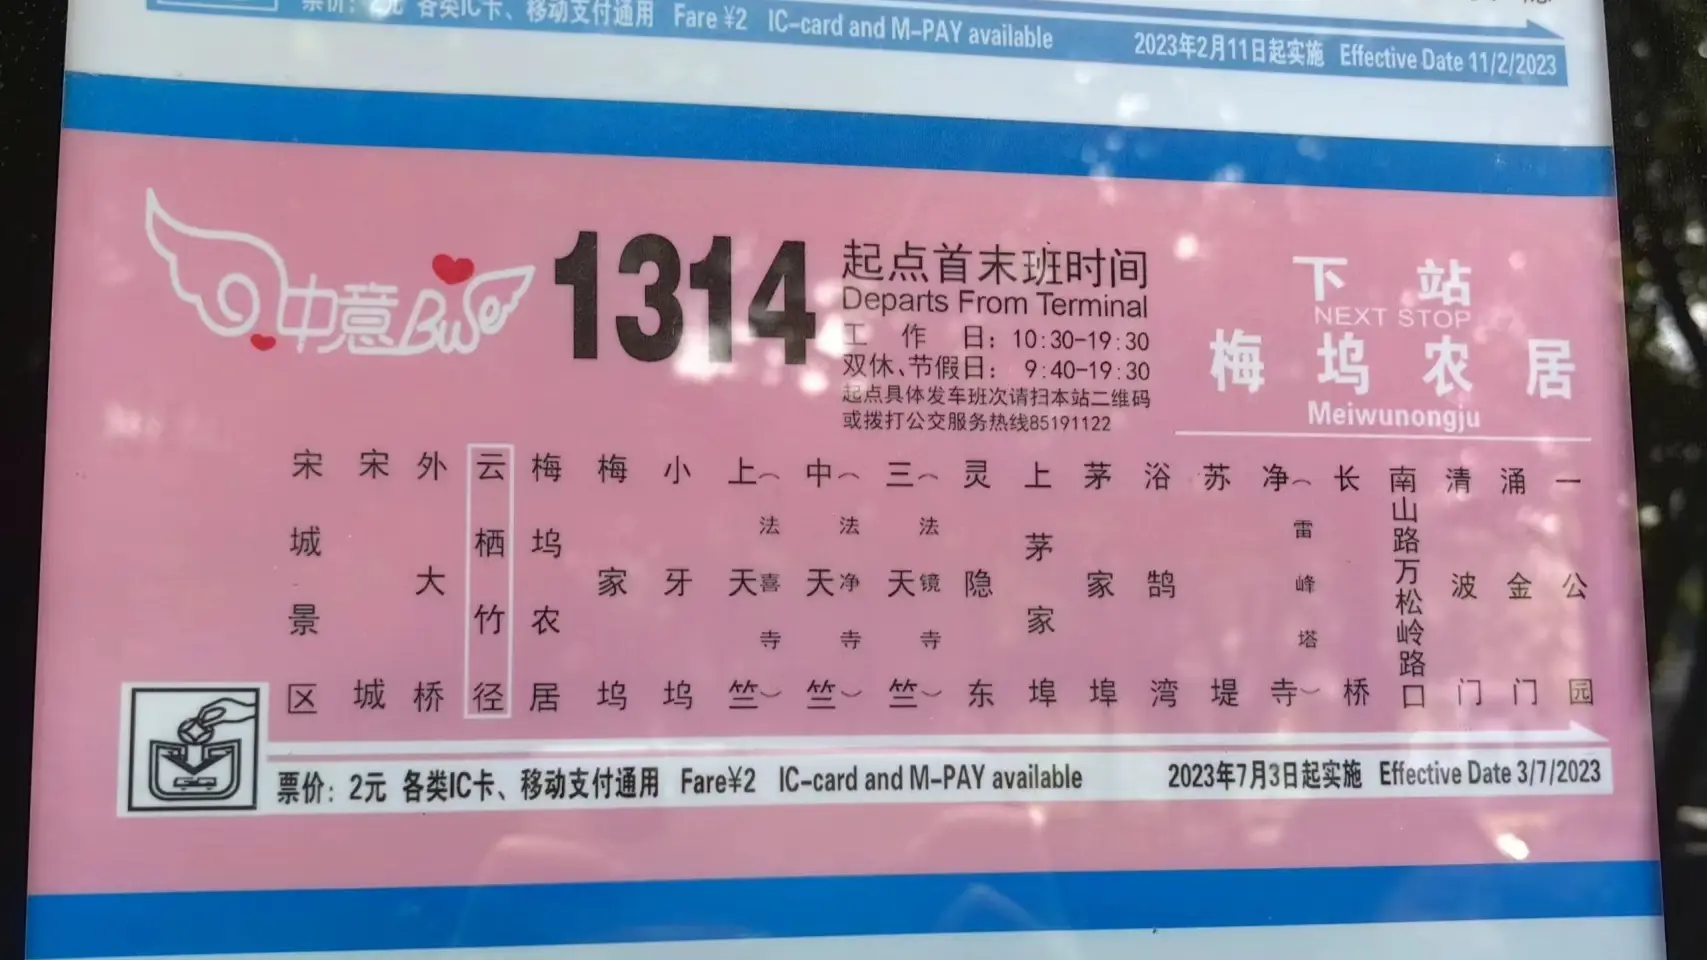 票价：2元 各类IC卡、移动支付通用 Fare ¥2 IC-card and M-PAY available
2023年2月11日起实施 Effective Date 11/2/2023
中意Buse
1314
起点首末班时间
Departs From Terminal
工作日：10:30-19:30
双休、节假日：9:40-19:30
起点具体发车班次请扫本站二维码
或拨打公交服务热线85191122
下站
NEXT STOP
梅坞农居
Meiwunongju
宋城景区
宋城
外大桥
云栖竹径
梅坞农居
梅家坞
小牙坞
上天竺（法喜寺）
中天竺（法净寺）
三天竺（法镜寺）
灵隐东
上茅家埠
茅家埠
浴鹄湾
苏堤
净寺（雷峰塔）
长桥
南山路万松岭路口
清波门
涌金门
一公园
票价：2元 各类IC卡、移动支付通用 Fare¥2 IC-card and M-PAY available
2023年7月3日起实施 Effective Date 3/7/2023